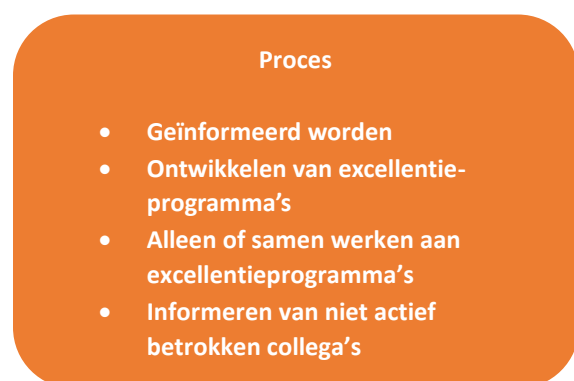 Proces
• Geïnformeerd worden
• Ontwikkelen van excellentie-
programma’s
• Alleen of samen werken aan
excellentieprogramma’s
• Informeren van niet actief
betrokken collega’s